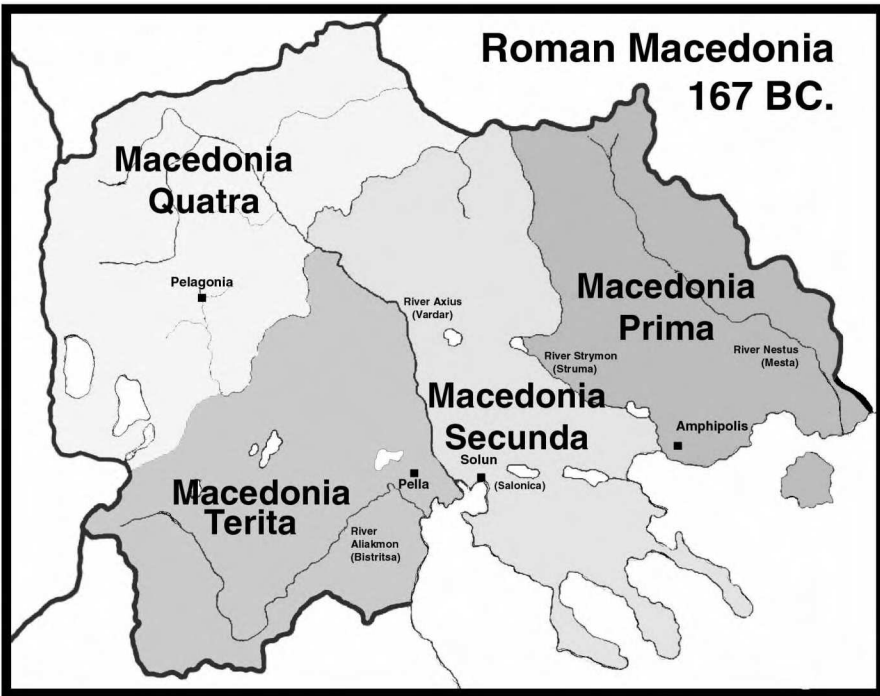 Roman Macedonia
167 BC.
Macedonia
Quatra
Pelagonia
River Axius
(Vardar)
Macedonia
Prima
River Strymon
(Struma)
River Nestus
(Mesta)
Macedonia
Secunda
Amphipolis
Solun
(Salonica)
Pella
Macedonia
Terita
River
Aliakmon
(Bistritsa)